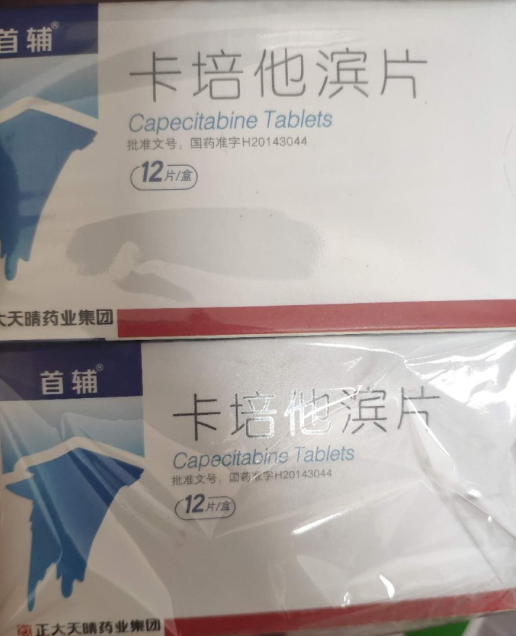 首辅®
卡培他滨片
Capecitabine Tablets
批准文号：国药准字H20143044
12片/盒
大天晴药业集团
首辅®
卡培他滨片
Capecitabine Tablets
批准文号：国药准字H20143044
12片/盒
正大天晴药业集团